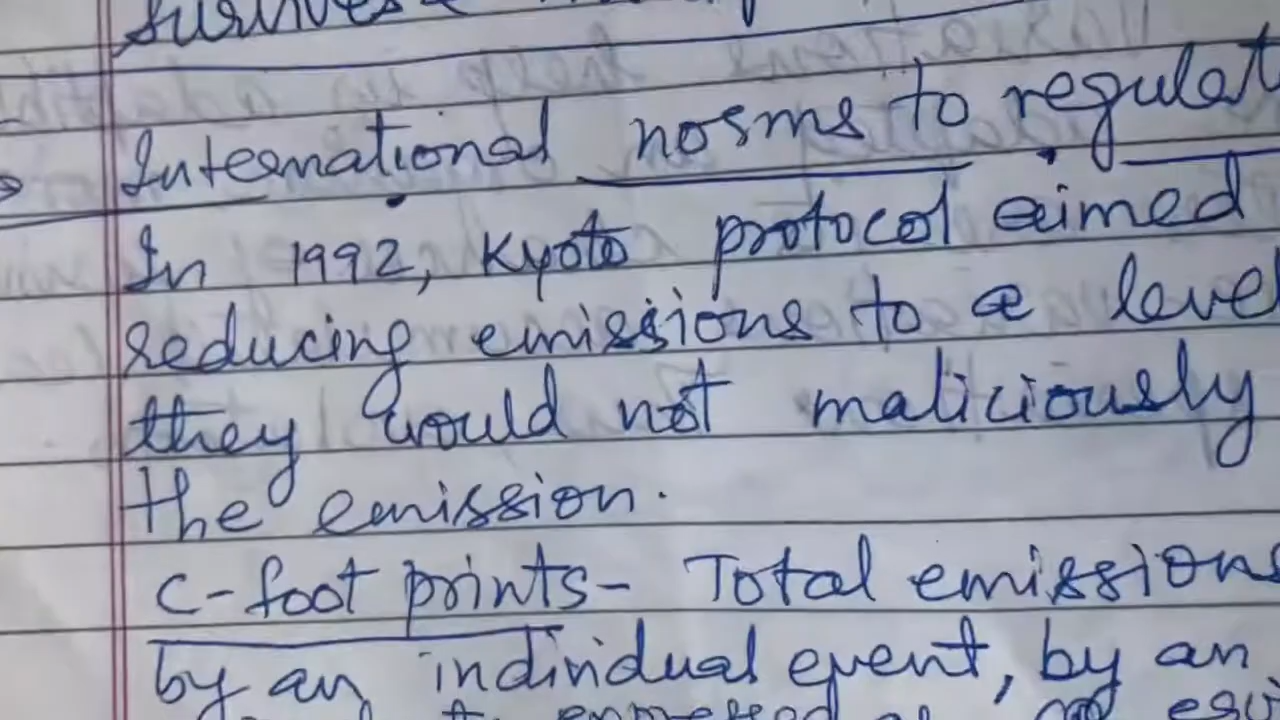 International norms to regulat
In 1992, Kyoto protocol aimed
reducing emissions to a level
they would not maliciously
the emission.
C-foot prints- Total emissions
by an individual event, by an